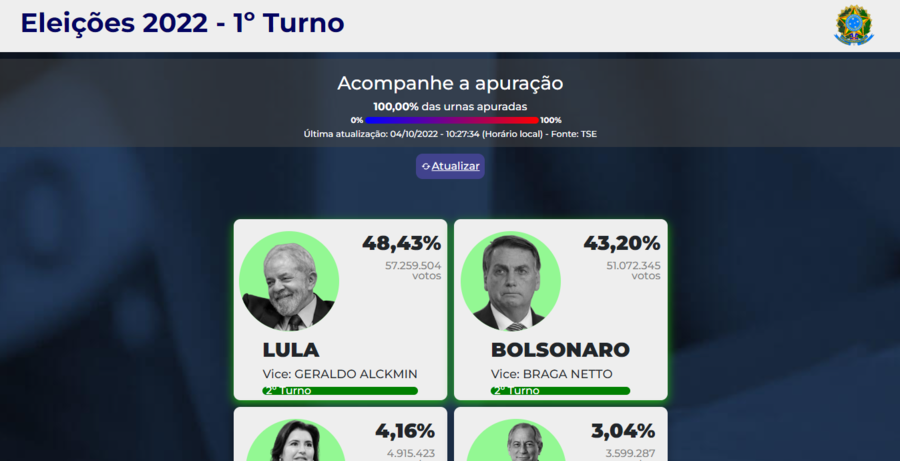 Eleições 2022 - 1º Turno
Acompanhe a apuração
100,00% das urnas apuradas
0% 100%
Última atualização: 04/10/2022 - 10:27:34 (Horário local) - Fonte: TSE
Atualizar
48,43%
57.259.504
votos
LULA
Vice: GERALDO ALCKMIN
2º Turno
43,20%
51.072.345
votos
BOLSONARO
Vice: BRAGA NETTO
2º Turno
4,16%
4.915.423
3,04%
3.599.287